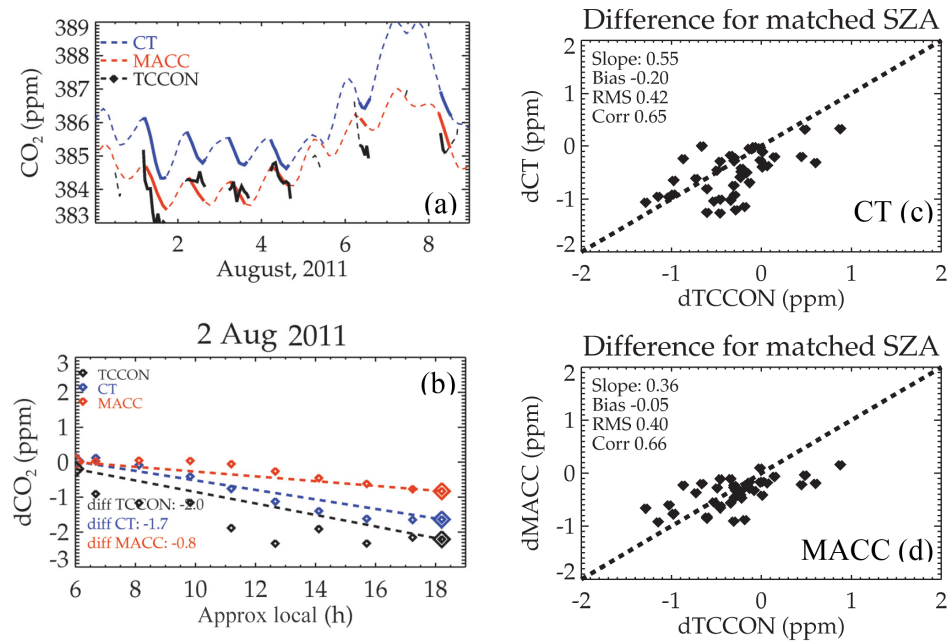 389
388
387
386
385
384
383
CO2 (ppm)
CT
MACC
TCCON
(a)
2 4 6 8
August, 2011
2 Aug 2011
3
2
1
0
-1
-2
-3
dCO2 (ppm)
TCCON
CT
MACC
(b)
diff TCCON: -2.0
diff CT: -1.7
diff MACC: -0.8
6 8 10 12 14 16 18
Approx local (h)
Difference for matched SZA
2
1
0
-1
-2
dCT (ppm)
Slope: 0.55
Bias -0.20
RMS 0.42
Corr 0.65
CT (c)
-2 -1 0 1 2
dTCCON (ppm)
Difference for matched SZA
2
1
0
-1
-2
dMACC (ppm)
Slope: 0.36
Bias -0.05
RMS 0.40
Corr 0.66
MACC (d)
-2 -1 0 1 2
dTCCON (ppm)